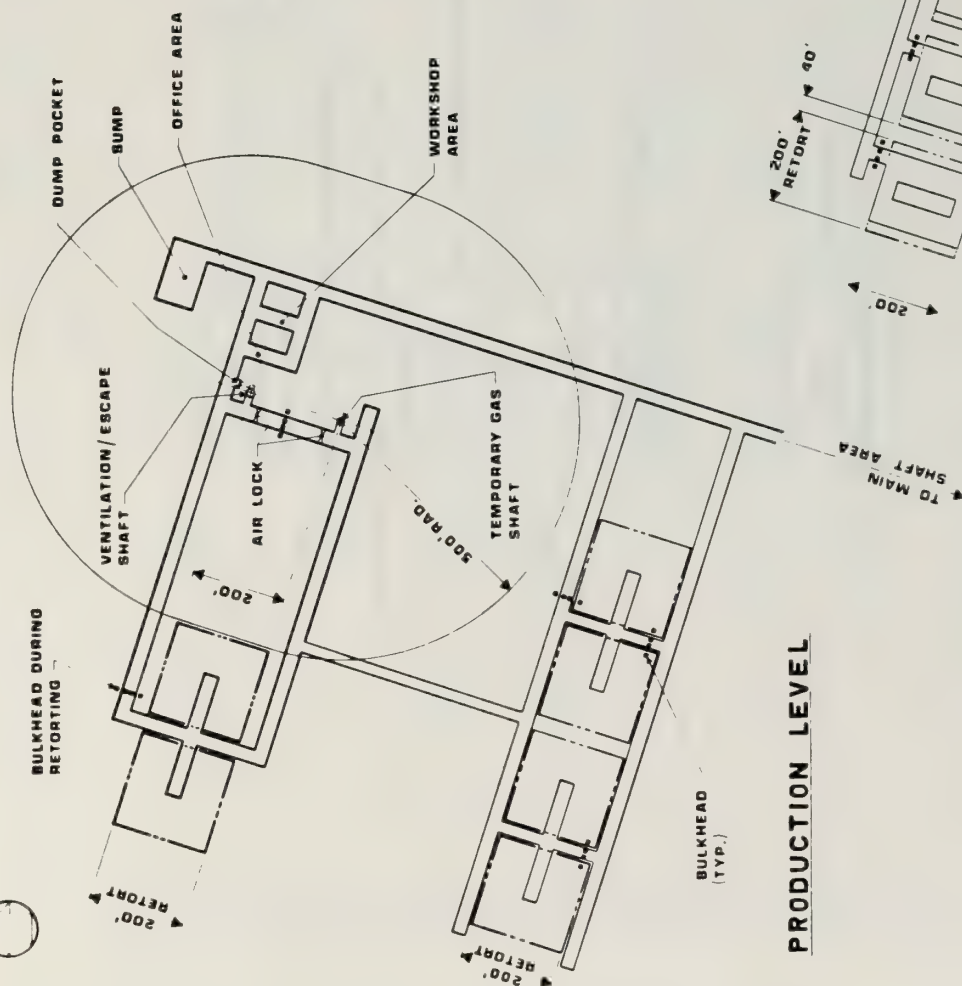 DUMP POCKET
SUMP
OFFICE AREA
WORKSHOP
AREA
VENTILATION/ESCAPE
SHAFT
AIR LOCK
TEMPORARY GAS
SHAFT
500' RAD
200'
BULKHEAD DURING
RETORTING
200'
RETORT
200'
RETORT
BULKHEAD
(TYP.)
TO MAIN
SHAFT AREA
200'
RETORT
60'
200'
PRODUCTION LEVEL